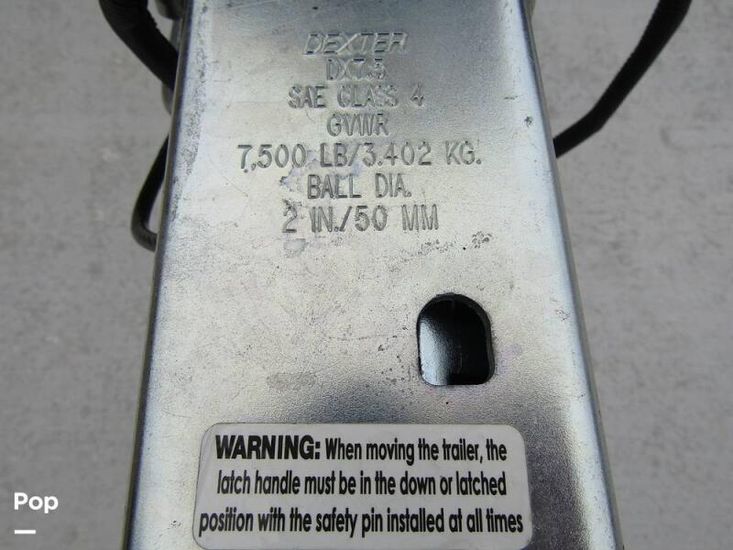 DEXTER
DX7.5
SAE CLASS 4
GVWR
7,500 LB/3.402 KG.
BALL DIA.
2 IN./50 MM
WARNING: When moving the trailer, the
latch handle must be in the down or latched
position with the safety pin installed at all times
Pop